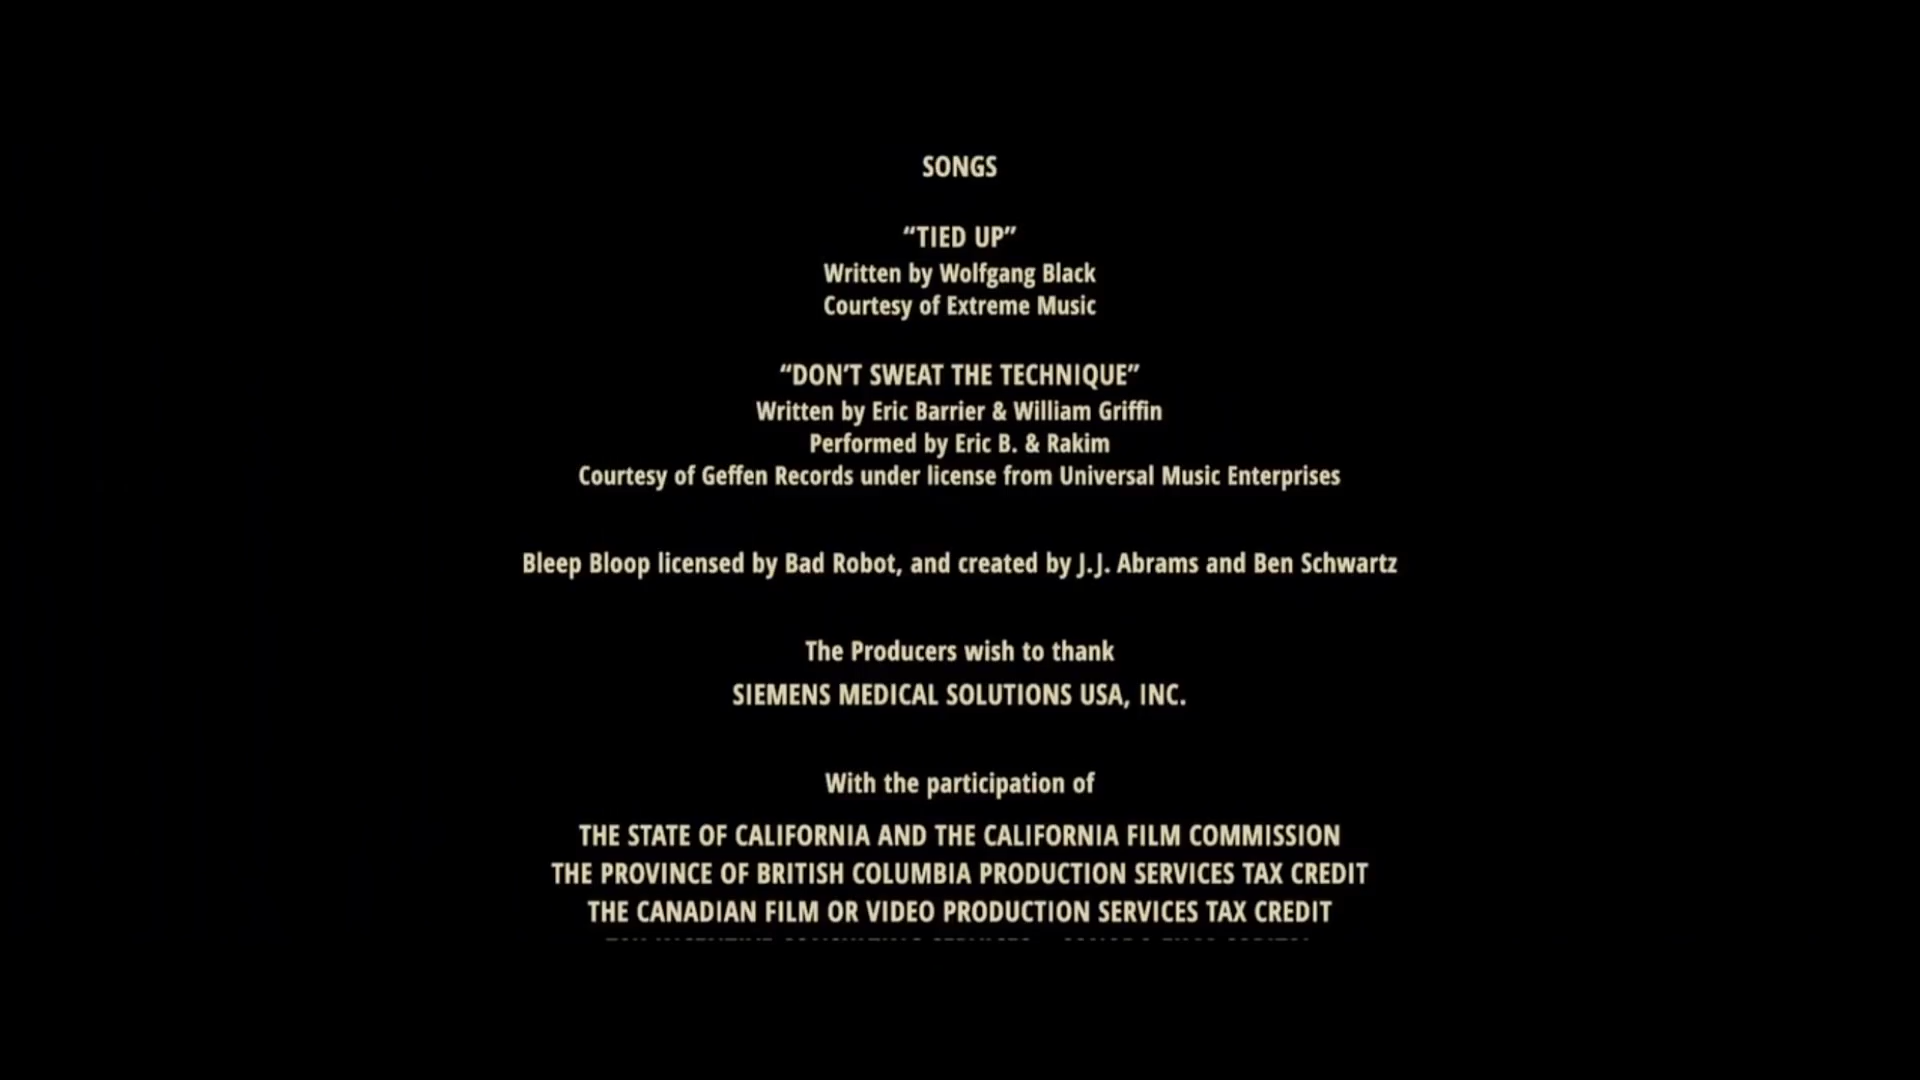 SONGS
“TIED UP”
Written by Wolfgang Black
Courtesy of Extreme Music
“DON’T SWEAT THE TECHNIQUE”
Written by Eric Barrier & William Griffin
Performed by Eric B. & Rakim
Courtesy of Geffen Records under license from Universal Music Enterprises
Bleep Bloop licensed by Bad Robot, and created by J.J. Abrams and Ben Schwartz
The Producers wish to thank
SIEMENS MEDICAL SOLUTIONS USA, INC.
With the participation of
THE STATE OF CALIFORNIA AND THE CALIFORNIA FILM COMMISSION
THE PROVINCE OF BRITISH COLUMBIA PRODUCTION SERVICES TAX CREDIT
THE CANADIAN FILM OR VIDEO PRODUCTION SERVICES TAX CREDIT